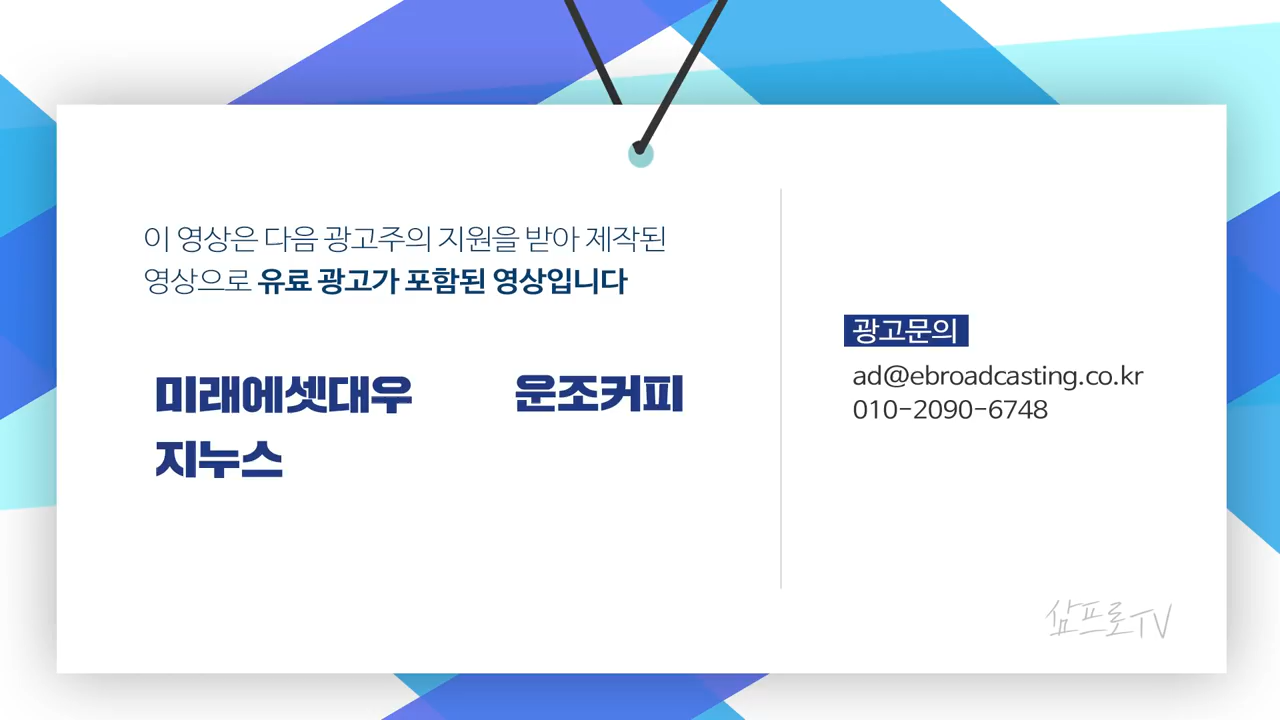 이 영상은 다음 광고주의 지원을 받아 제작된
영상으로 유료 광고가 포함된 영상입니다
미래에셋대우 운조커피
지누스
광고문의
ad@ebroadcasting.co.kr
010-2090-6748
삼프로TV